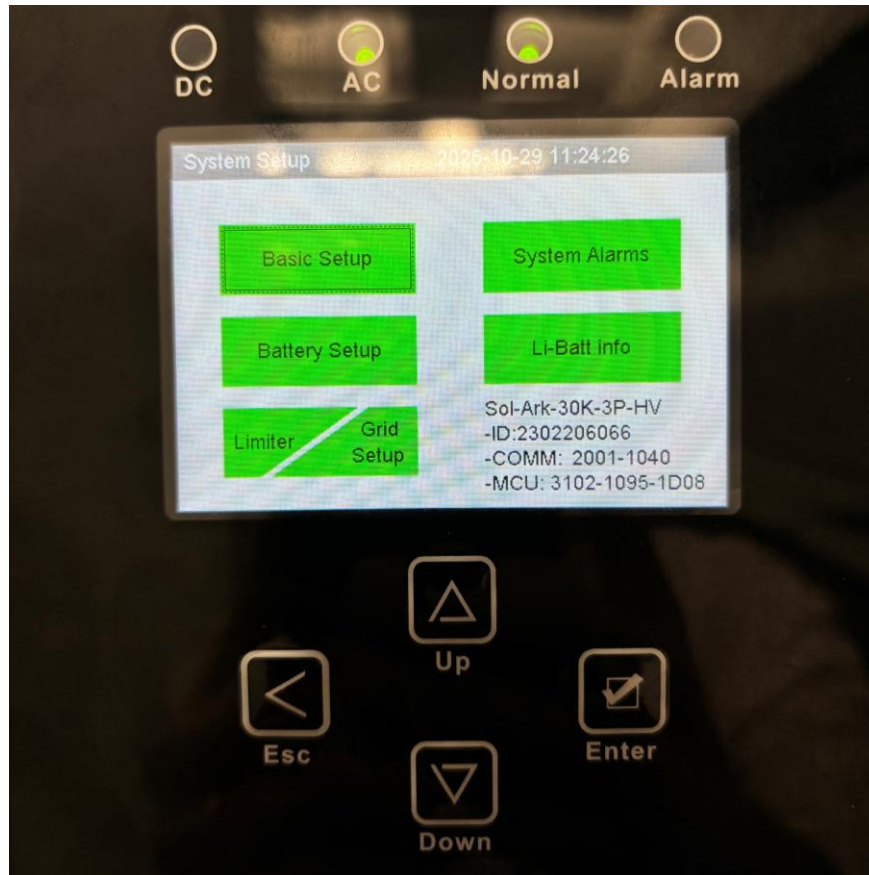 DC AC Normal Alarm
System Setup 2025-10-29 11:24:26
Basic Setup
System Alarms
Battery Setup
Li-Batt info
Limiter
Grid
Setup
Sol-Ark-30K-3P-HV
-ID:2302206066
-COMM: 2001-1040
-MCU: 3102-1095-1D08
Up
Esc
Enter
Down